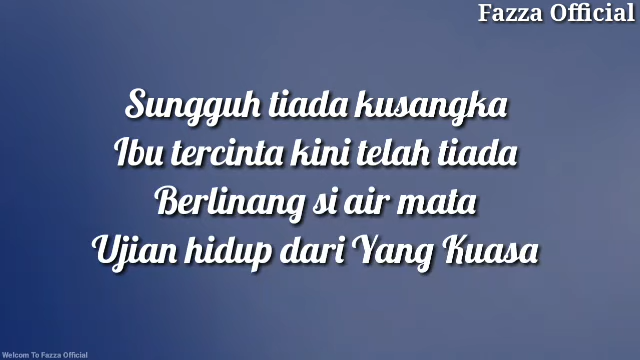 Fazza Official
Sungguh tiada kusangka
Ibu tercinta kini telah tiada
Berlinang si air mata
Ujian hidup dari Yang Kuasa
Welcom To Fazza Official